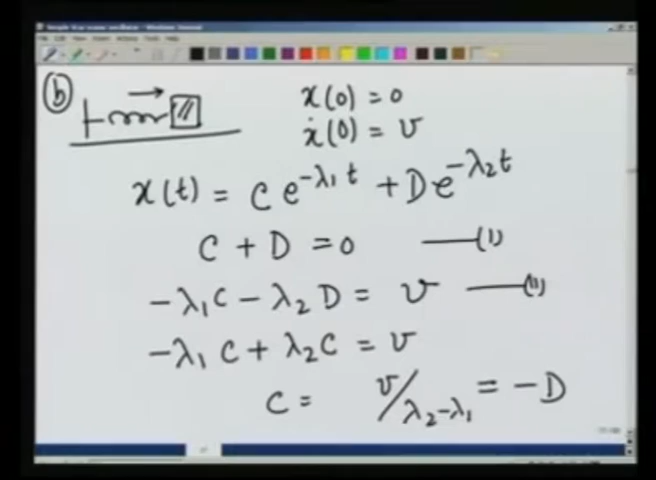 (b)
x(0) = 0
ẋ(0) = v
x(t) = C e^{-λ₁t} + D e^{-λ₂t}
C + D = 0 —(I)
-λ₁C - λ₂D = v —(II)
-λ₁C + λ₂C = v
C = v/λ₂-λ₁ = -D